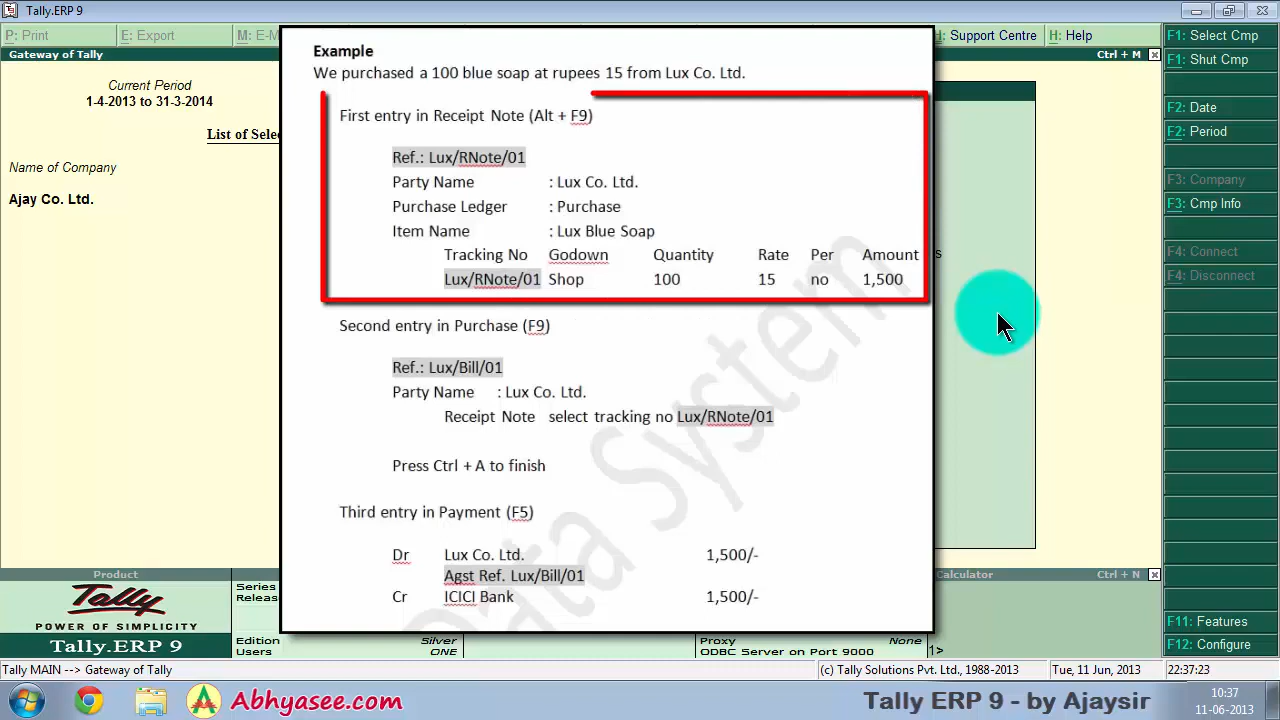 Tally.ERP 9
P: Print
E: Export
M: E-M
Support Centre
H: Help
Gateway of Tally
Ctrl + M
Current Period
1-4-2013 to 31-3-2014
List of Selec
Name of Company
Ajay Co. Ltd.
Example
We purchased a 100 blue soap at rupees 15 from Lux Co. Ltd.
First entry in Receipt Note (Alt + F9)
Ref.: Lux/RNote/01
Party Name : Lux Co. Ltd.
Purchase Ledger : Purchase
Item Name : Lux Blue Soap
Tracking No Godown Quantity Rate Per Amount
Lux/RNote/01 Shop 100 15 no 1,500
Second entry in Purchase (F9)
Ref.: Lux/Bill/01
Party Name : Lux Co. Ltd.
Receipt Note select tracking no Lux/RNote/01
Press Ctrl + A to finish
Third entry in Payment (F5)
Dr Lux Co. Ltd. 1,500/-
Agst Ref. Lux/Bill/01
Cr ICICI Bank 1,500/-
Data System
s
F1: Select Cmp
F1: Shut Cmp
F2: Date
F2: Period
F3: Company
F3: Cmp Info
F4: Connect
F4: Disconnect
F11: Features
F12: Configure
Product
Tally
POWER OF SIMPLICITY
Tally.ERP 9
Series
Releas
Edition Silver
Users ONE
Proxy None
ODBC Server on Port 9000
Calculator
Ctrl + N
1>
Tally MAIN --> Gateway of Tally
(c) Tally Solutions Pvt. Ltd., 1988-2013
Tue, 11 Jun, 2013
22:37:23
Abhyasee.com
Tally ERP 9 - by Ajaysir
10:37
11-06-2013